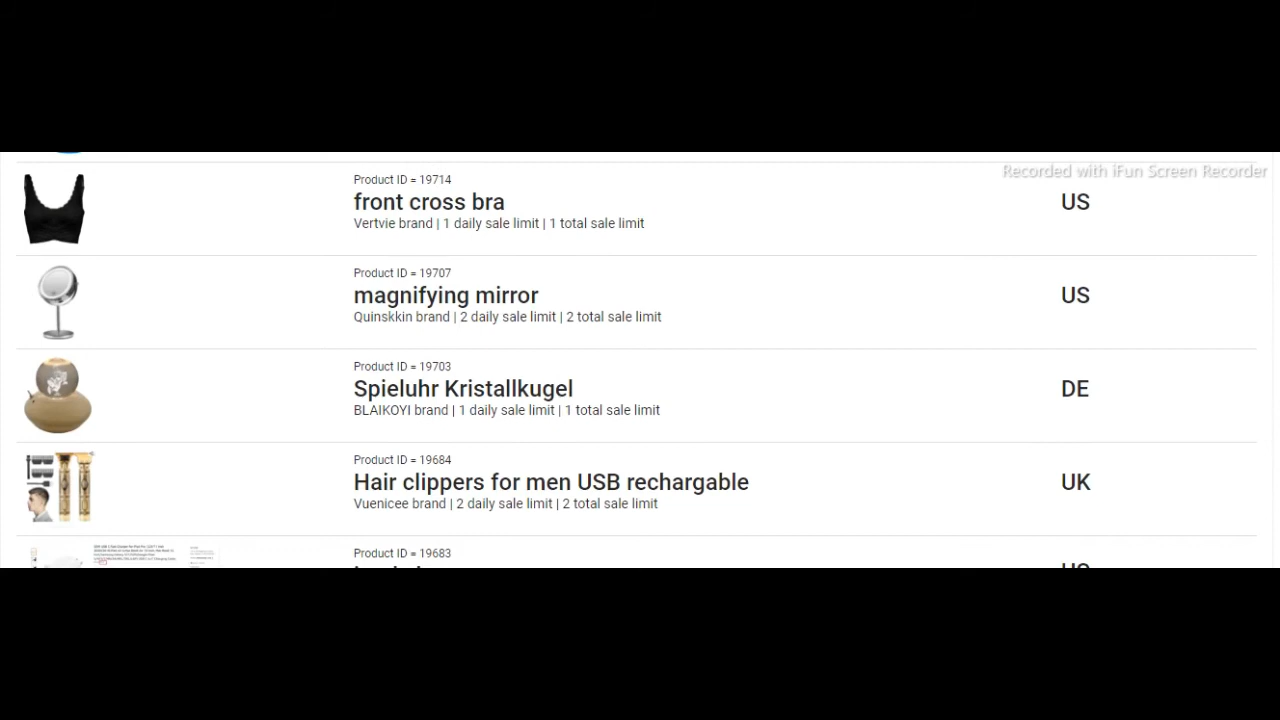 Recorded with iFun Screen Recorder
Product ID = 19714
front cross bra
US
Vertvie brand | 1 daily sale limit | 1 total sale limit
Product ID = 19707
magnifying mirror
US
Quinskkin brand | 2 daily sale limit | 2 total sale limit
Product ID = 19703
Spieluhr Kristallkugel
DE
BLAIKOYI brand | 1 daily sale limit | 1 total sale limit
Product ID = 19684
Hair clippers for men USB rechargable
UK
Vuenicee brand | 2 daily sale limit | 2 total sale limit
Product ID = 19683